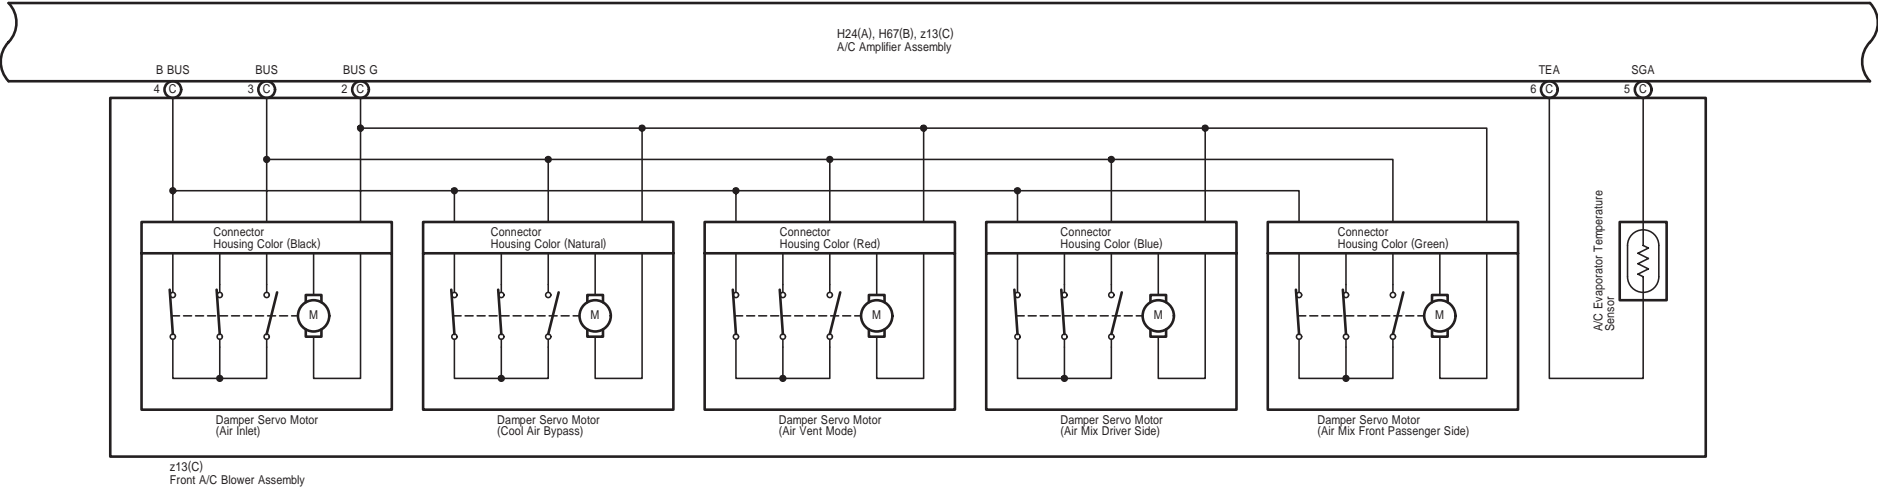 H24(A), H67(B), z13(C)
A/C Amplifier Assembly
B BUS
BUS
BUS G
TEA
SGA
4 C
3 C
2 C
6 C
5 C
Connector
Housing Color (Black)
Connector
Housing Color (Natural)
Connector
Housing Color (Red)
Connector
Housing Color (Blue)
Connector
Housing Color (Green)
A/C Evaporator Temperature
Sensor
M
M
M
M
M
Damper Servo Motor
(Air Inlet)
Damper Servo Motor
(Cool Air Bypass)
Damper Servo Motor
(Air Vent Mode)
Damper Servo Motor
(Air Mix Driver Side)
Damper Servo Motor
(Air Mix Front Passenger Side)
z13(C)
Front A/C Blower Assembly